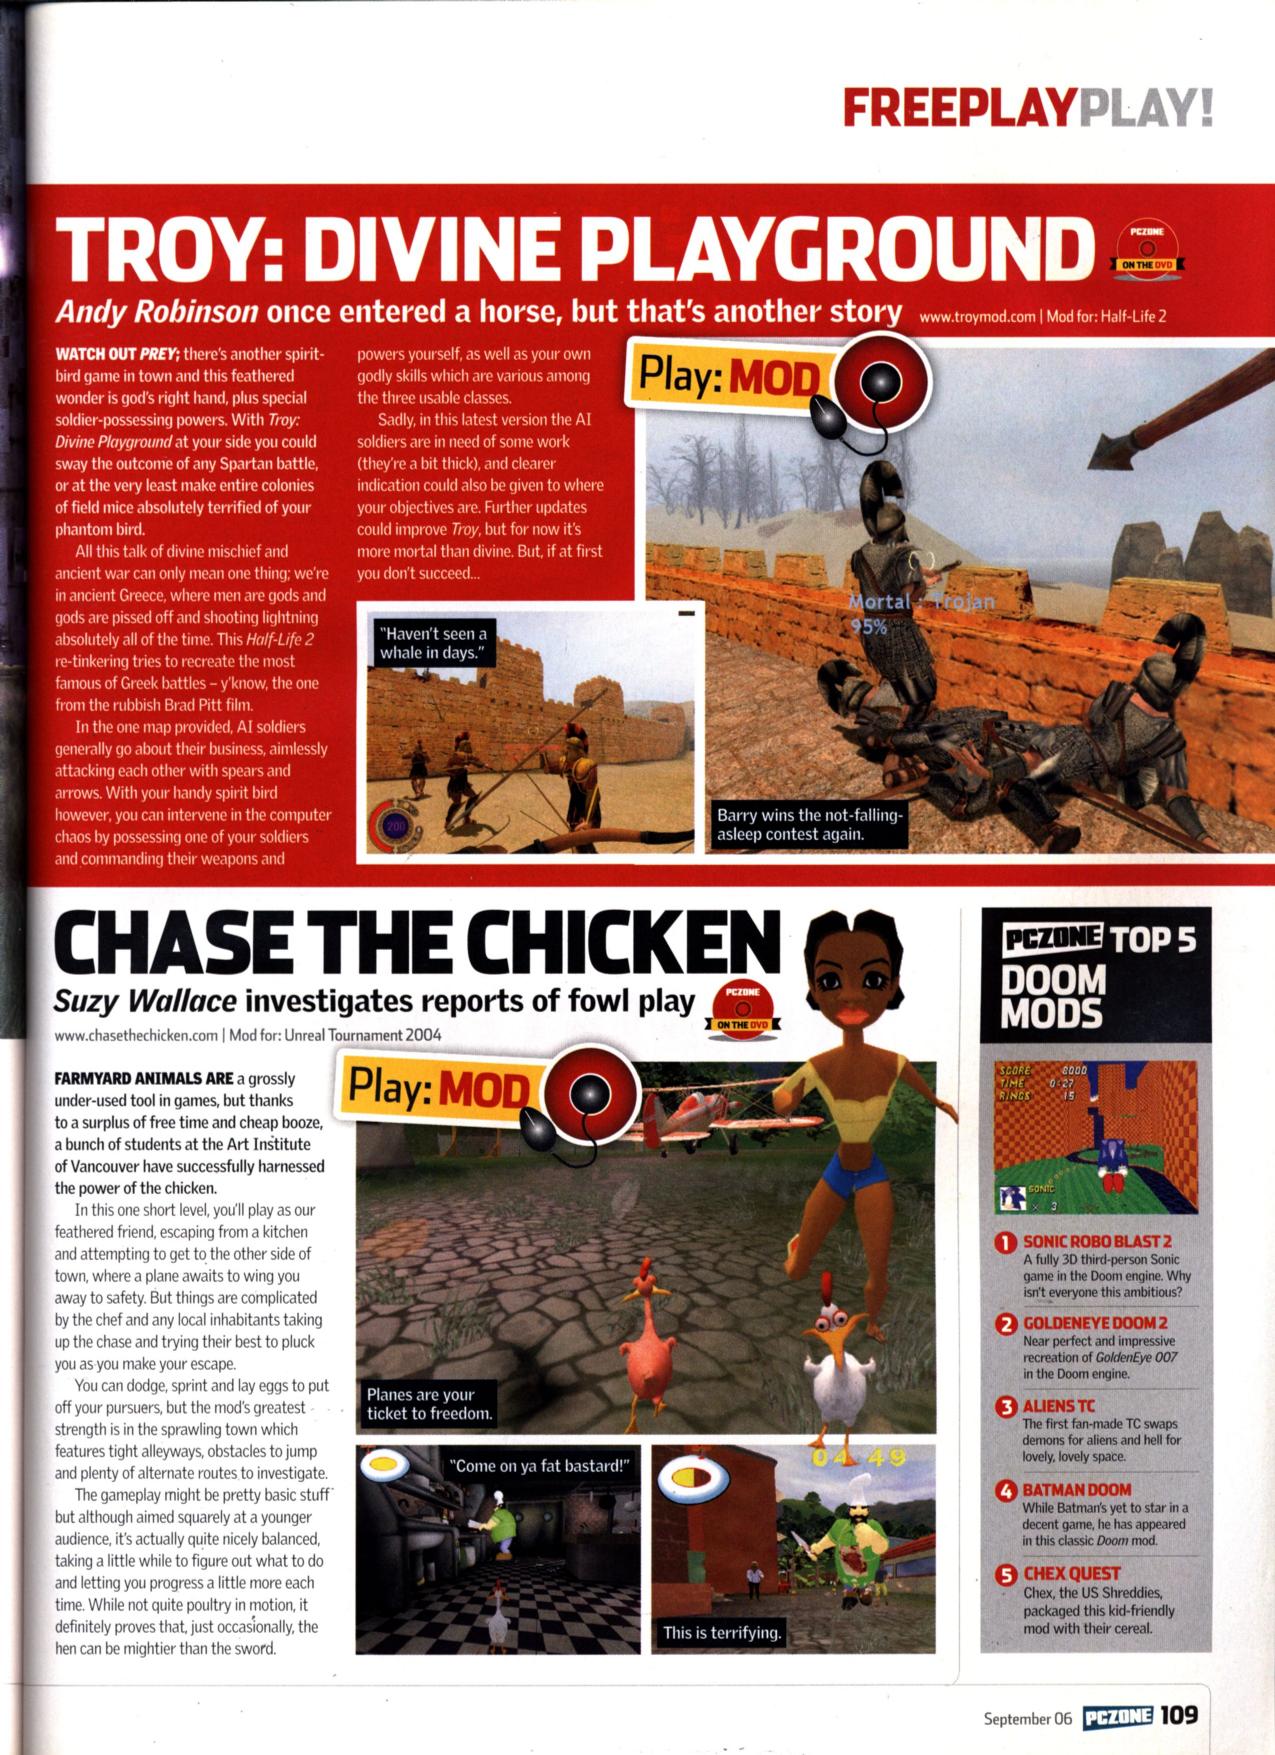 FREEPLAYPLAY!
TROY: DIVINE PLAYGROUND
PCZONE
ON THE DVD
Andy Robinson once entered a horse, but that's another story
www.troymod.com | Mod for: Half-Life 2
WATCH OUT PREY; there's another spirit-
bird game in town and this feathered
wonder is god's right hand, plus special
soldier-possessing powers. With Troy:
Divine Playground at your side you could
sway the outcome of any Spartan battle,
or at the very least make entire colonies
of field mice absolutely terrified of your
phantom bird.
All this talk of divine mischief and
ancient war can only mean one thing; we're
in ancient Greece, where men are gods and
gods are pissed off and shooting lightning
absolutely all of the time. This Half-Life 2
re-tinkering tries to recreate the most
famous of Greek battles – y'know, the one
from the rubbish Brad Pitt film.
In the one map provided, AI soldiers
generally go about their business, aimlessly
attacking each other with spears and
arrows. With your handy spirit bird
however, you can intervene in the computer
chaos by possessing one of your soldiers
and commanding their weapons and
powers yourself, as well as your own
godly skills which are various among
the three usable classes.
Sadly, in this latest version the AI
soldiers are in need of some work
(they're a bit thick), and clearer
indication could also be given to where
your objectives are. Further updates
could improve Troy, but for now it's
more mortal than divine. But, if at first
you don't succeed...
Play: MOD
Mortal : Trojan
95%
"Haven't seen a
whale in days."
200
Barry wins the not-falling-
asleep contest again.
CHASE THE CHICKEN
Suzy Wallace investigates reports of fowl play
PCZONE
ON THE DVD
www.chasethechicken.com | Mod for: Unreal Tournament 2004
FARMYARD ANIMALS ARE a grossly
under-used tool in games, but thanks
to a surplus of free time and cheap booze,
a bunch of students at the Art Institute
of Vancouver have successfully harnessed
the power of the chicken.
In this one short level, you'll play as our
feathered friend, escaping from a kitchen
and attempting to get to the other side of
town, where a plane awaits to wing you
away to safety. But things are complicated
by the chef and any local inhabitants taking
up the chase and trying their best to pluck
you as you make your escape.
You can dodge, sprint and lay eggs to put
off your pursuers, but the mod's greatest
strength is in the sprawling town which
features tight alleyways, obstacles to jump
and plenty of alternate routes to investigate.
The gameplay might be pretty basic stuff
but although aimed squarely at a younger
audience, it's actually quite nicely balanced,
taking a little while to figure out what to do
and letting you progress a little more each
time. While not quite poultry in motion, it
definitely proves that, just occasionally, the
hen can be mightier than the sword.
Play: MOD
Planes are your
ticket to freedom.
"Come on ya fat bastard!"
04:49
This is terrifying.
PCZONE TOP 5
DOOM
MODS
SCORE 6000
TIME 0:27
RINGS 15
SONIC
x 3
1 SONIC ROBO BLAST 2
A fully 3D third-person Sonic
game in the Doom engine. Why
isn't everyone this ambitious?
2 GOLDENEYE DOOM 2
Near perfect and impressive
recreation of GoldenEye 007
in the Doom engine.
3 ALIENS TC
The first fan-made TC swaps
demons for aliens and hell for
lovely, lovely space.
4 BATMAN DOOM
While Batman's yet to star in a
decent game, he has appeared
in this classic Doom mod.
5 CHEX QUEST
Chex, the US Shreddies,
packaged this kid-friendly
mod with their cereal.
September 06 PCZONE 109